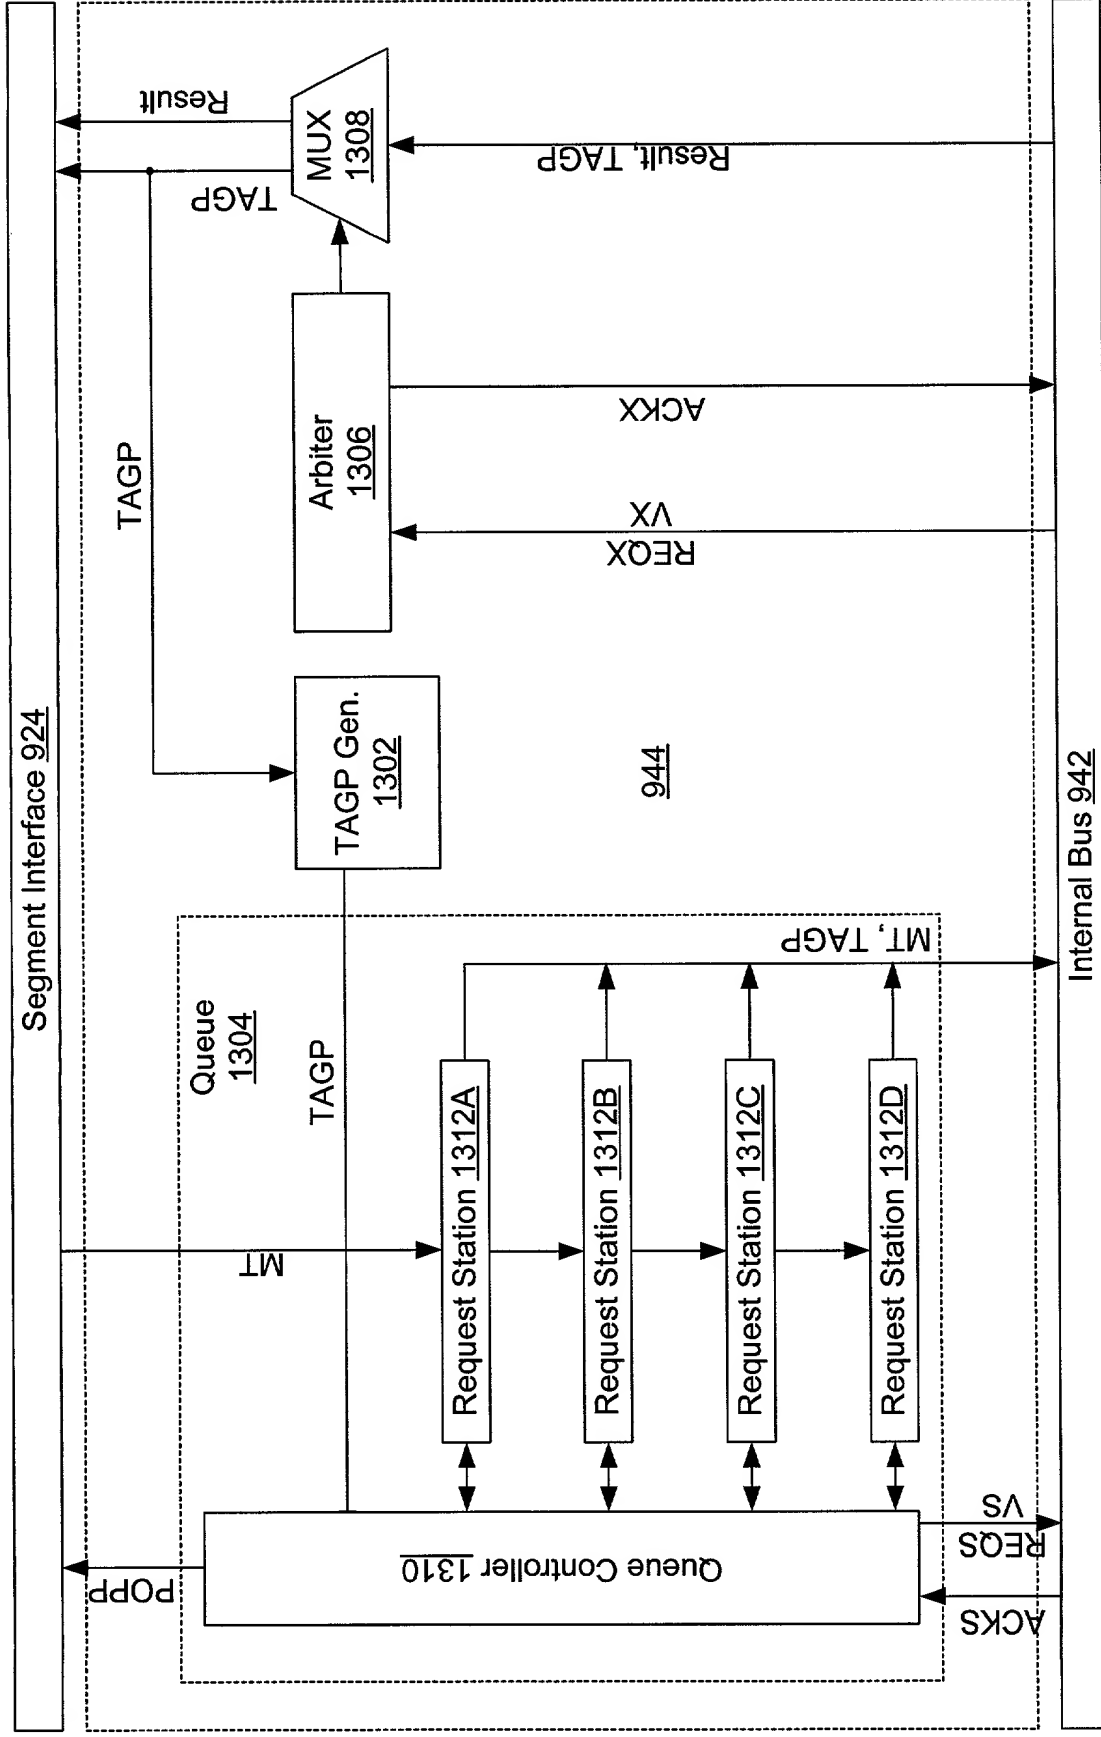 Segment Interface 924
POPP
MT
Queue
1304
TAGP
TAGP
TAGP
Result
Queue Controller 1310
Request Station 1312A
Request Station 1312B
Request Station 1312C
Request Station 1312D
MT, TAGP
TAGP Gen.
1302
Arbiter
1306
MUX
1308
944
REQX
VX
ACKX
Result, TAGP
ACKS
REQS
VS
Internal Bus 942